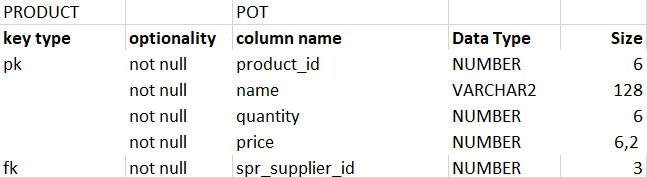 PRODUCT POT
key type optionality column name Data Type Size
pk not null product_id NUMBER 6
not null name VARCHAR2 128
not null quantity NUMBER 6
not null price NUMBER 6,2
fk not null spr_supplier_id NUMBER 3